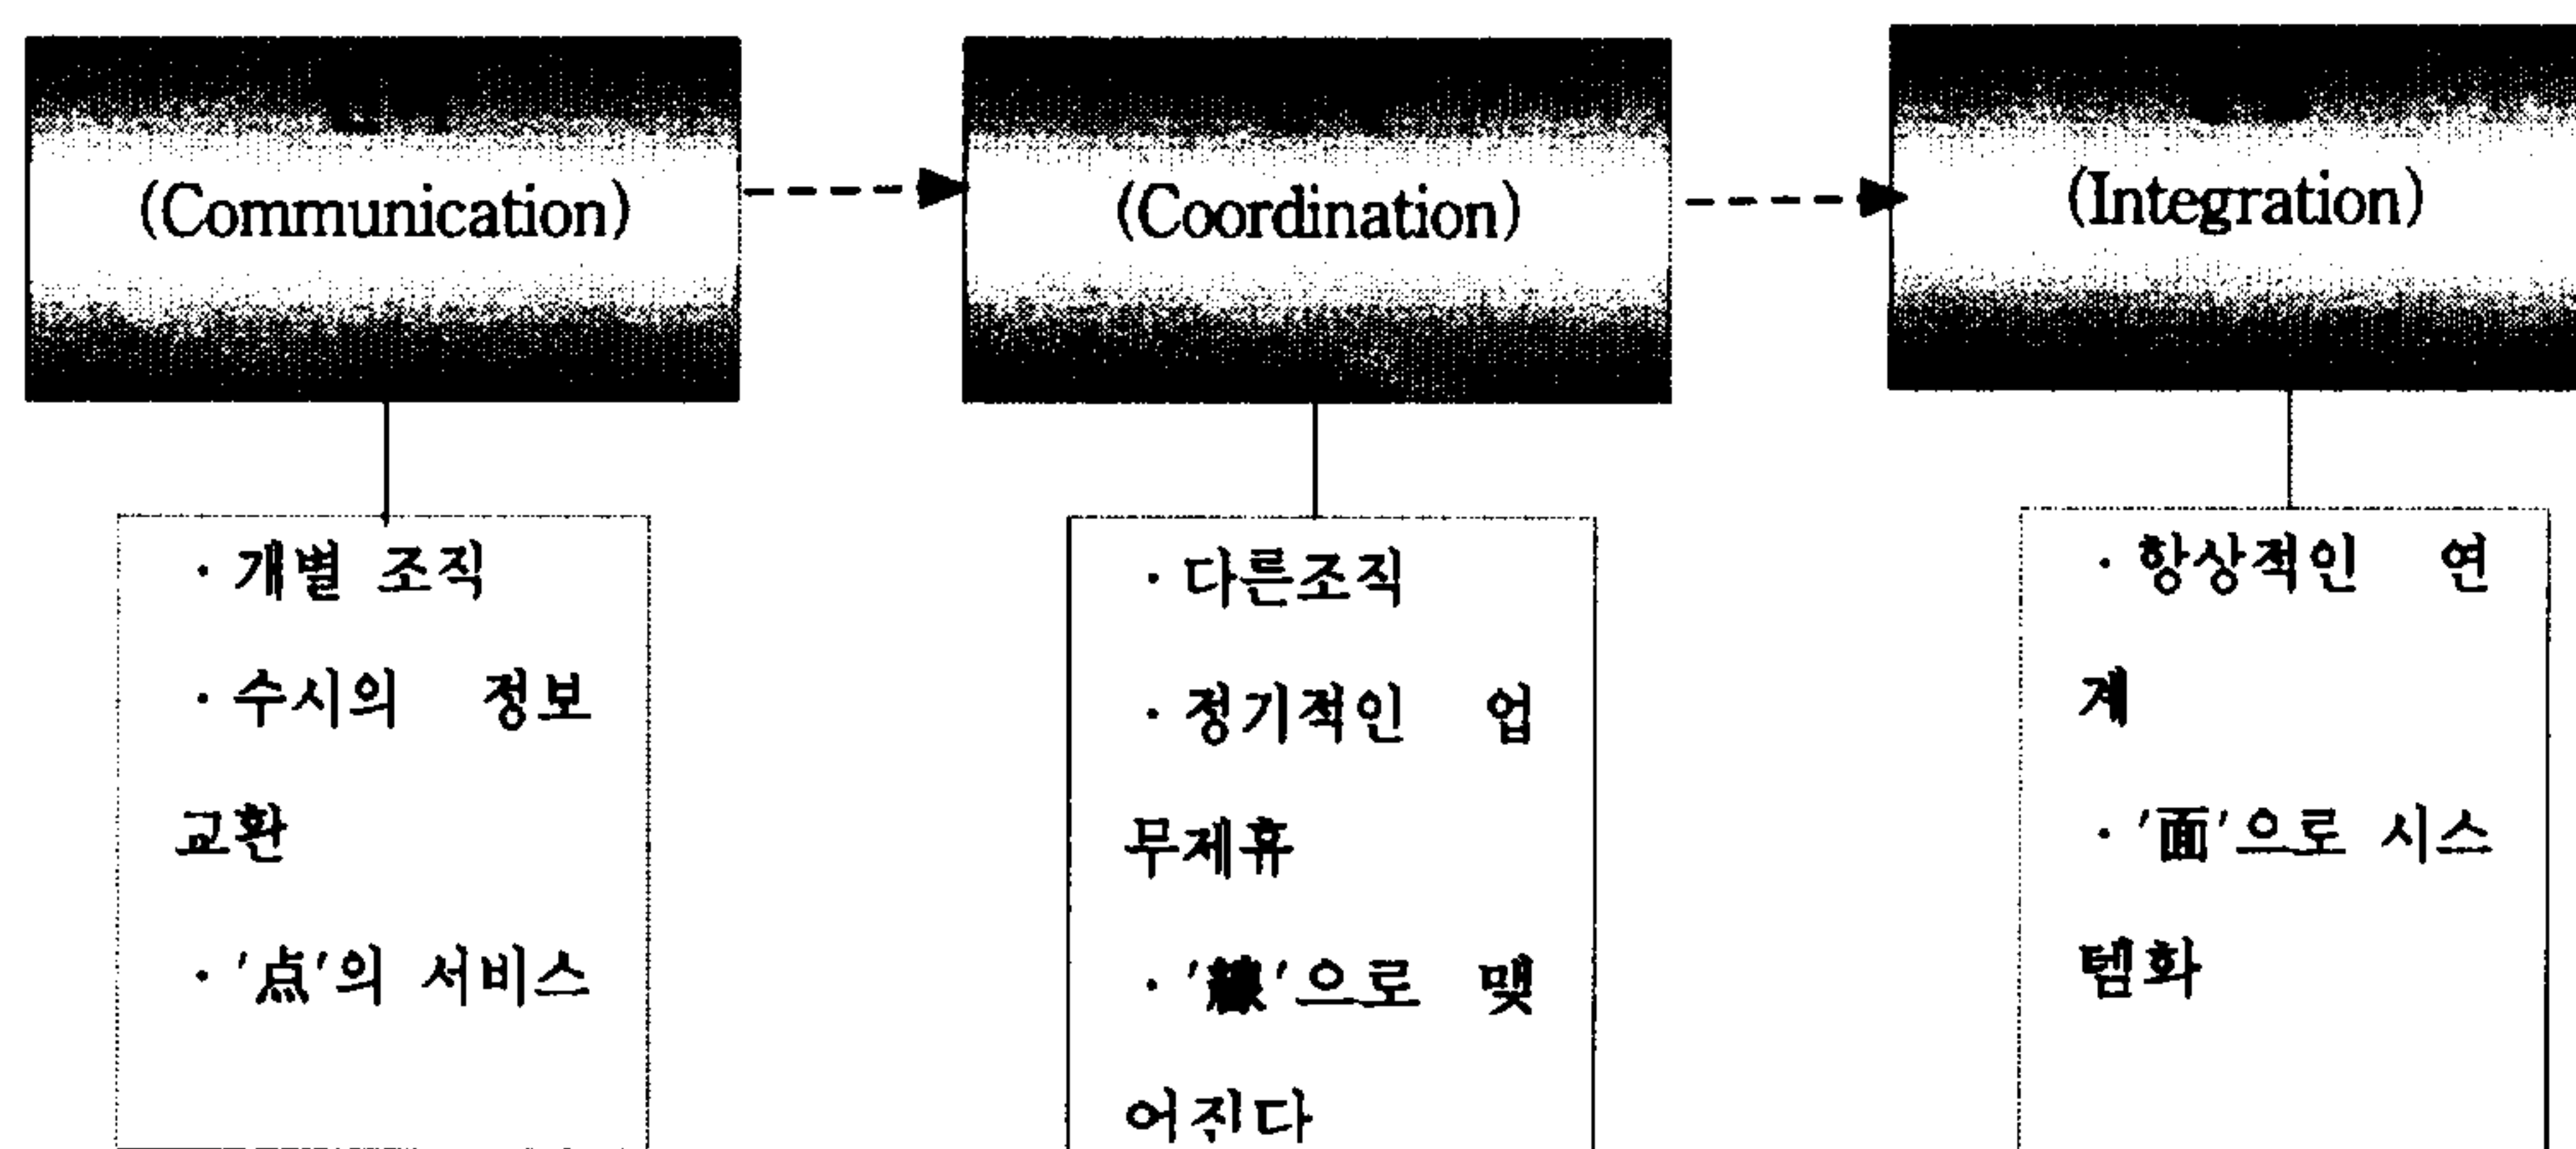 (Communication)
(Coordination)
(Integration)
· 개별 조직
· 수시의 정보
교환
· '点'의 서비스
· 다른조직
· 정기적인 업
무제휴
· '線'으로 맺
어진다
· 항상적인 연
계
· '面'으로 시스
템화